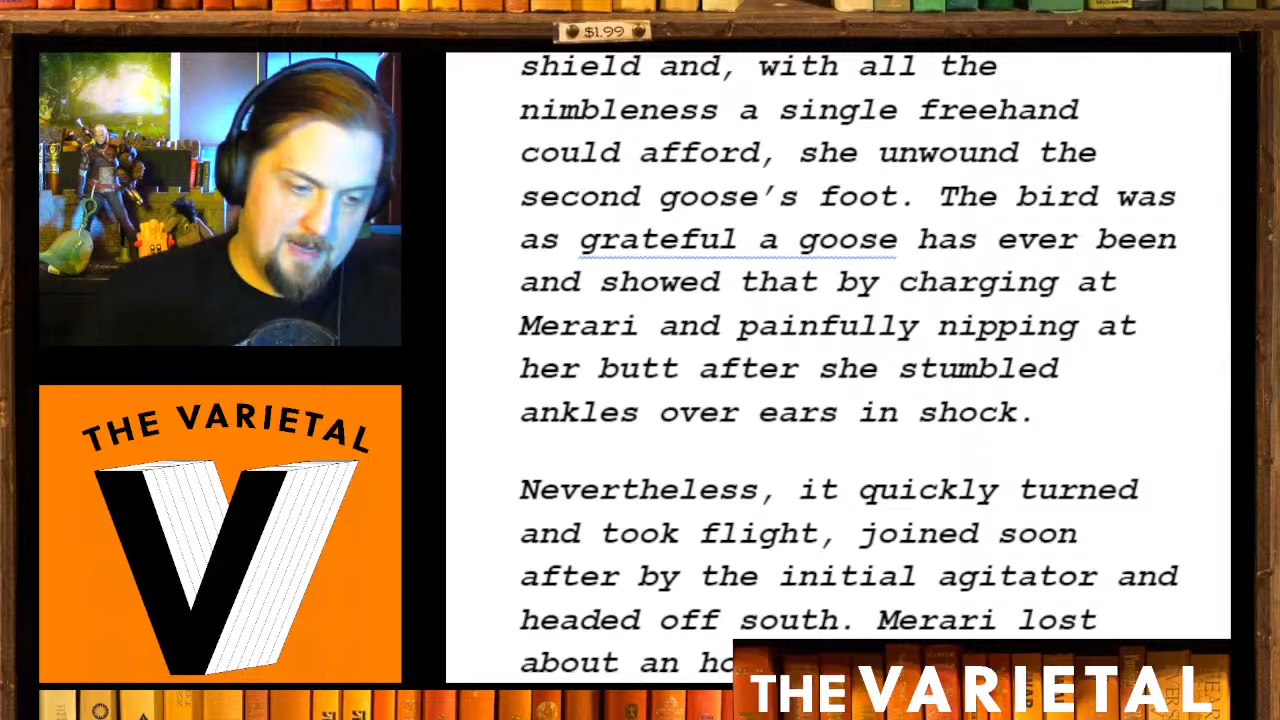 $1.99
shield and, with all the
nimbleness a single freehand
could afford, she unwound the
second goose’s foot. The bird was
as grateful a goose has ever been
and showed that by charging at
Merari and painfully nipping at
her butt after she stumbled
ankles over ears in shock.
Nevertheless, it quickly turned
and took flight, joined soon
after by the initial agitator and
headed off south. Merari lost
about an
THE VARIETAL
V
THE VARIETAL